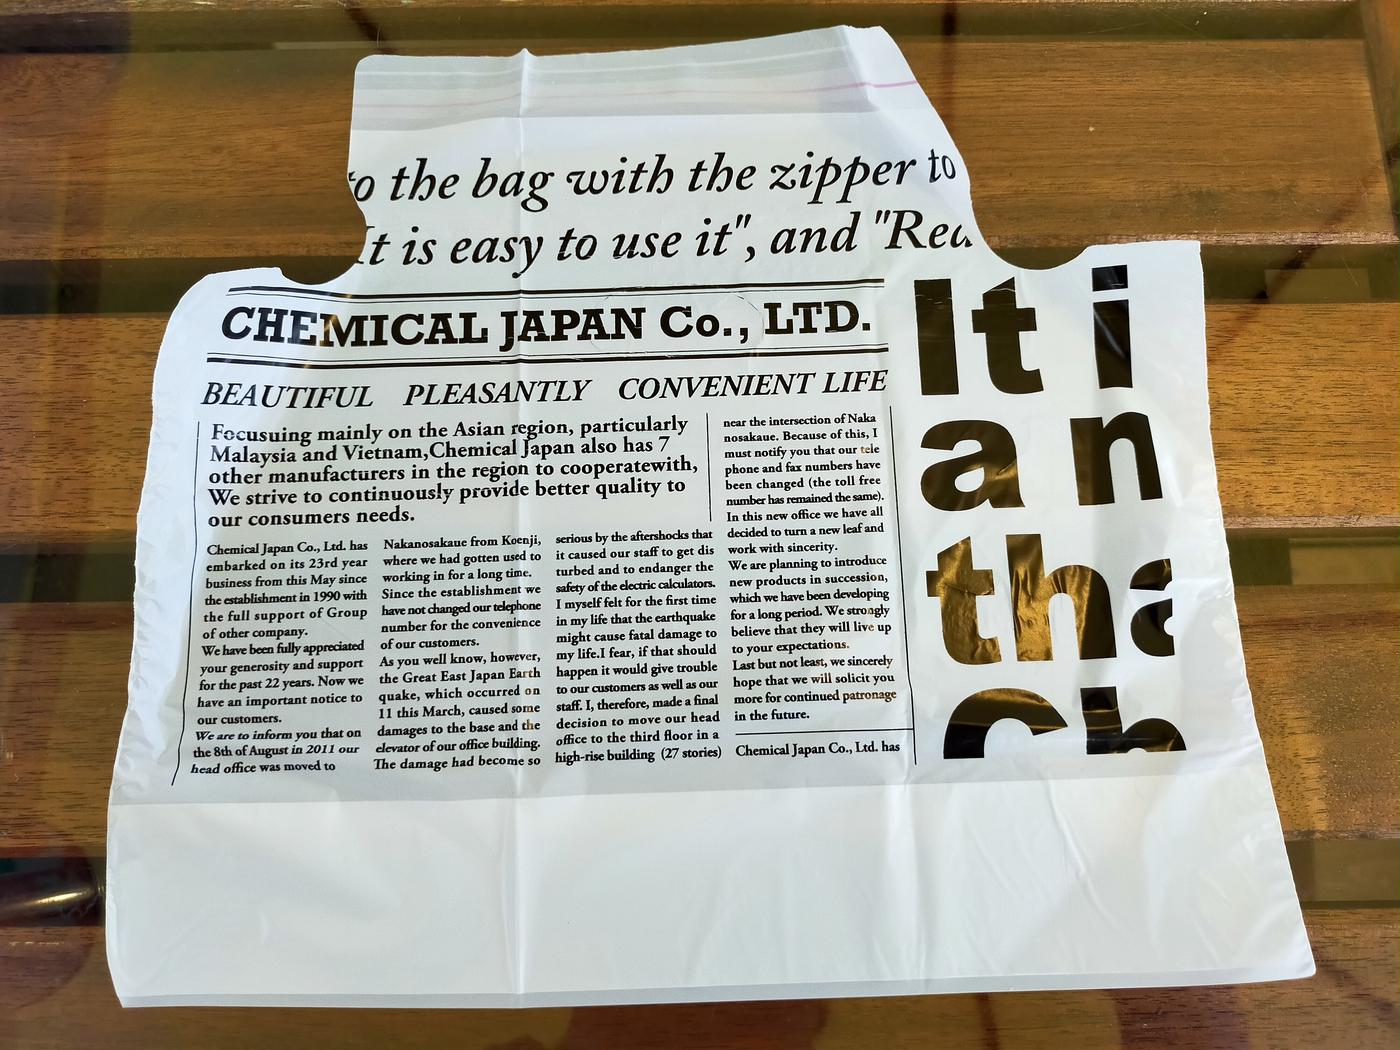 to the bag with the zipper to
It is easy to use it", and "Rea
CHEMICAL JAPAN Co., LTD.
BEAUTIFUL PLEASANTLY CONVENIENT LIFE
Focusuing mainly on the Asian region, particularly
Malaysia and Vietnam,Chemical Japan also has 7
other manufacturers in the region to cooperatewith,
We strive to continuously provide better quality to
our consumers needs.
Chemical Japan Co., Ltd. has
embarked on its 23rd year
business from this May since
the establishment in 1990 with
the full support of Group
of other company.
We have been fully appreciated
your generosity and support
for the past 22 years. Now we
have an important notice to
our customers.
We are to inform you that on
the 8th of August in 2011 our
head office was moved to
Nakanosakaue from Koenji,
where we had gotten used to
working in for a long time.
Since the establishment we
have not changed our telephone
number for the convenience
of our customers.
As you well know, however,
the Great East Japan Earth
quake, which occurred on
11 this March, caused some
damages to the base and the
elevator of our office building.
The damage had become so
serious by the aftershocks that
it caused our staff to get dis
turbed and to endanger the
safety of the electric calculators.
I myself felt for the first time
in my life that the earthquake
might cause fatal damage to
my life.I fear, if that should
happen it would give trouble
to our customers as well as our
staff. I, therefore, made a final
decision to move our head
office to the third floor in a
high-rise building (27 stories)
near the intersection of Naka
nosakaue. Because of this, I
must notify you that our tele
phone and fax numbers have
been changed (the toll free
number has remained the same).
In this new office we have all
decided to turn a new leaf and
work with sincerity.
We are planning to introduce
new products in succession,
which we have been developing
for a long period. We strongly
believe that they will live up
to your expectations.
Last but not least, we sincerely
hope that we will solicit you
more for continued patronage
in the future.
Chemical Japan Co., Ltd. has
It i
a n
tha
Ch